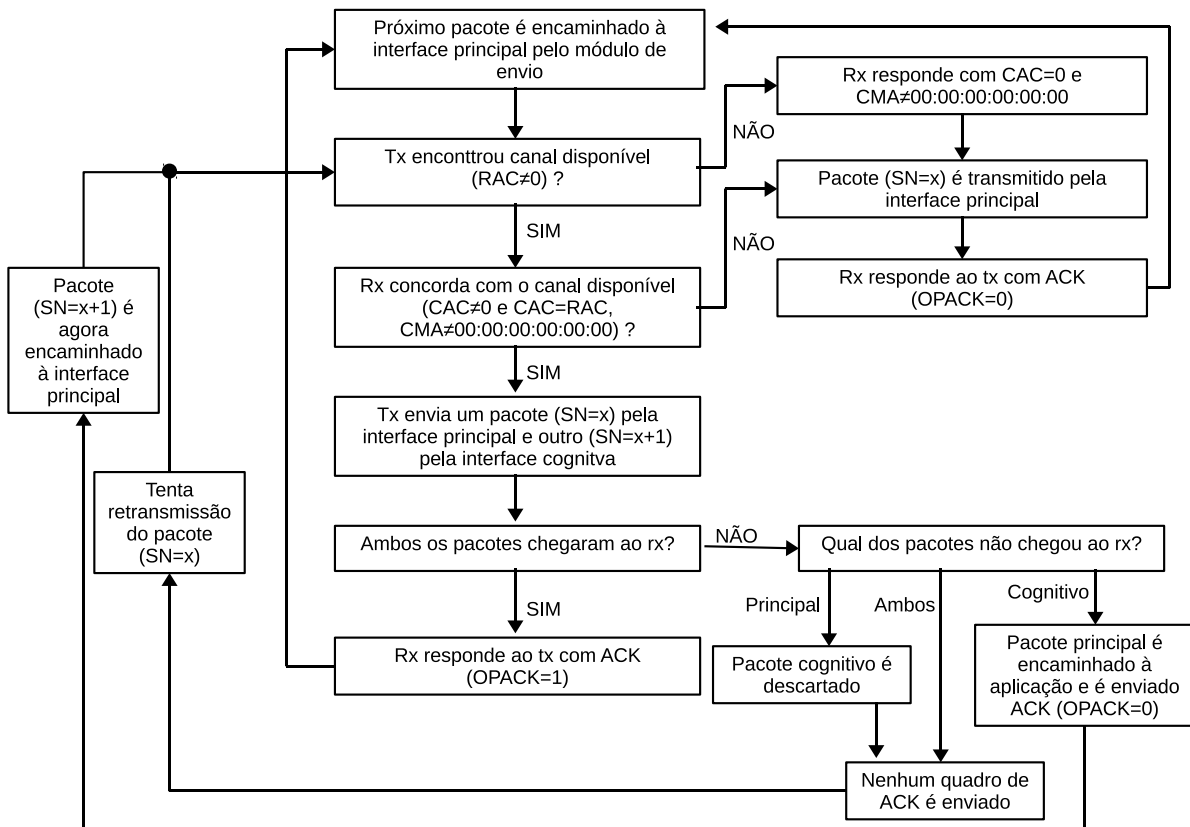 Próximo pacote é encaminhado à
interface principal pelo módulo de
envio
Rx responde com CAC=0 e
CMA≠00:00:00:00:00:00
NÃO
Tx enconttrou canal disponível
(RAC≠0) ?
Pacote (SN=x) é transmitido pela
interface principal
SIM
NÃO
Pacote
(SN=x+1) é
agora
encaminhado
à interface
principal
Rx concorda com o canal disponível
(CAC≠0 e CAC=RAC,
CMA≠00:00:00:00:00:00) ?
Rx responde ao tx com ACK
(OPACK=0)
SIM
Tx envia um pacote (SN=x) pela
interface principal e outro (SN=x+1)
pela interface cognitva
Tenta
retransmissão
do pacote
(SN=x)
Ambos os pacotes chegaram ao rx?
NÃO
Qual dos pacotes não chegou ao rx?
SIM
Principal
Ambos
Cognitivo
Rx responde ao tx com ACK
(OPACK=1)
Pacote cognitivo é
descartado
Pacote principal é
encaminhado à
aplicação e é enviado
ACK (OPACK=0)
Nenhum quadro de
ACK é enviado